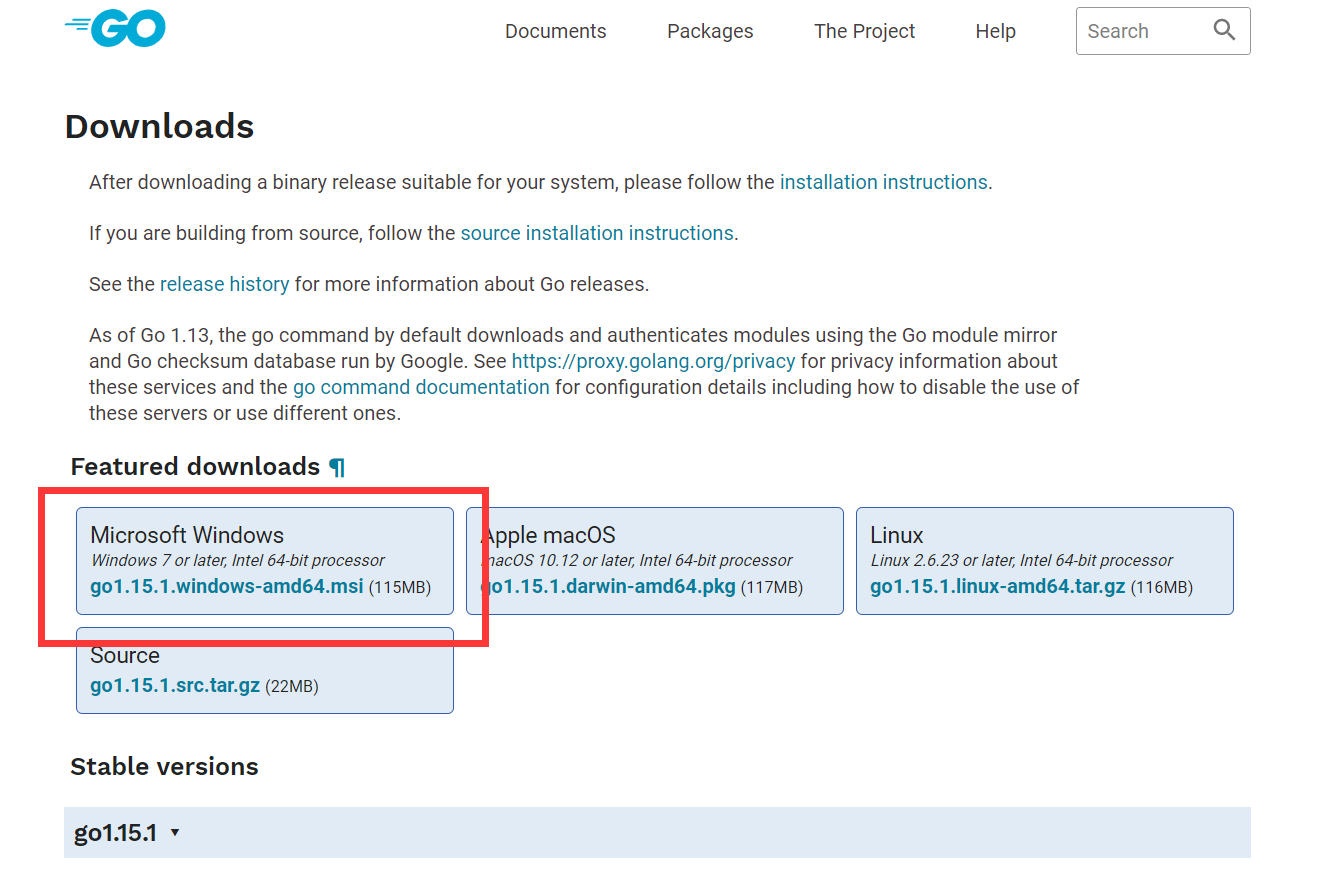 GO
Documents Packages The Project Help Search
Downloads
After downloading a binary release suitable for your system, please follow the installation instructions.
If you are building from source, follow the source installation instructions.
See the release history for more information about Go releases.
As of Go 1.13, the go command by default downloads and authenticates modules using the Go module mirror
and Go checksum database run by Google. See https://proxy.golang.org/privacy for privacy information about
these services and the go command documentation for configuration details including how to disable the use of
these servers or use different ones.
Featured downloads ¶
Microsoft Windows
Windows 7 or later, Intel 64-bit processor
go1.15.1.windows-amd64.msi (115MB)
Apple macOS
macOS 10.12 or later, Intel 64-bit processor
go1.15.1.darwin-amd64.pkg (117MB)
Linux
Linux 2.6.23 or later, Intel 64-bit processor
go1.15.1.linux-amd64.tar.gz (116MB)
Source
go1.15.1.src.tar.gz (22MB)
Stable versions
go1.15.1 ▾